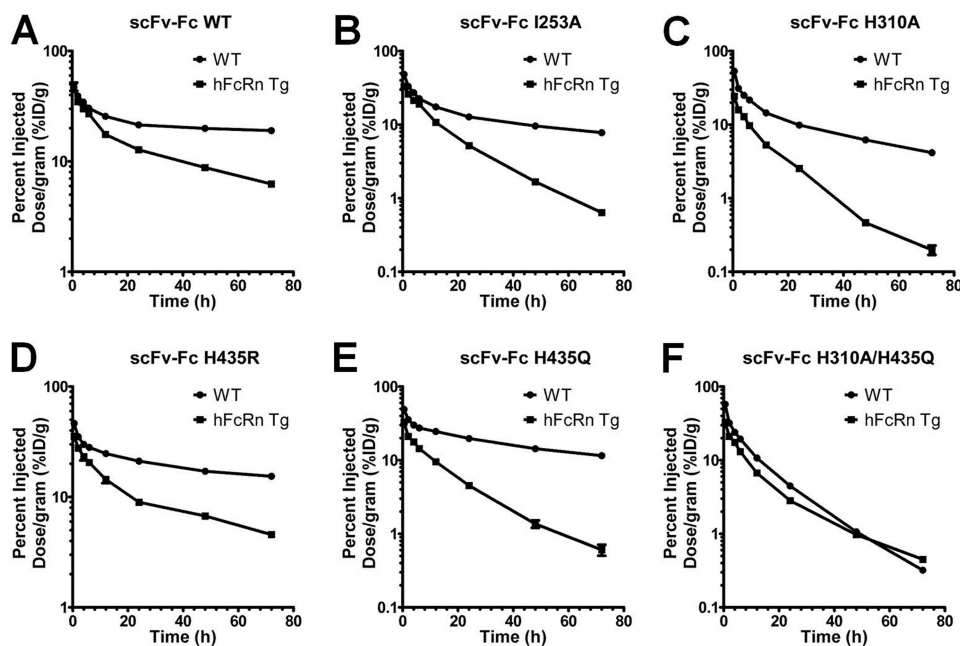 A
scFv-Fc WT
Percent Injected
Dose/gram (%ID/g)
100
10
1
0
20
40
60
80
Time (h)
WT
hFcRn Tg
B
scFv-Fc I253A
Percent Injected
Dose/gram (%ID/g)
100
10
1
0.1
0
20
40
60
80
Time (h)
WT
hFcRn Tg
C
scFv-Fc H310A
Percent Injected
Dose/gram (%ID/g)
100
10
1
0.1
0
20
40
60
80
Time (h)
WT
hFcRn Tg
D
scFv-Fc H435R
Percent Injected
Dose/gram (%ID/g)
100
10
1
0
20
40
60
80
Time (h)
WT
hFcRn Tg
E
scFv-Fc H435Q
Percent Injected
Dose/gram (%ID/g)
100
10
1
0.1
0
20
40
60
80
Time (h)
WT
hFcRn Tg
F
scFv-Fc H310A/H435Q
Percent Injected
Dose/gram (%ID/g)
100
10
1
0.1
0
20
40
60
80
Time (h)
WT
hFcRn Tg